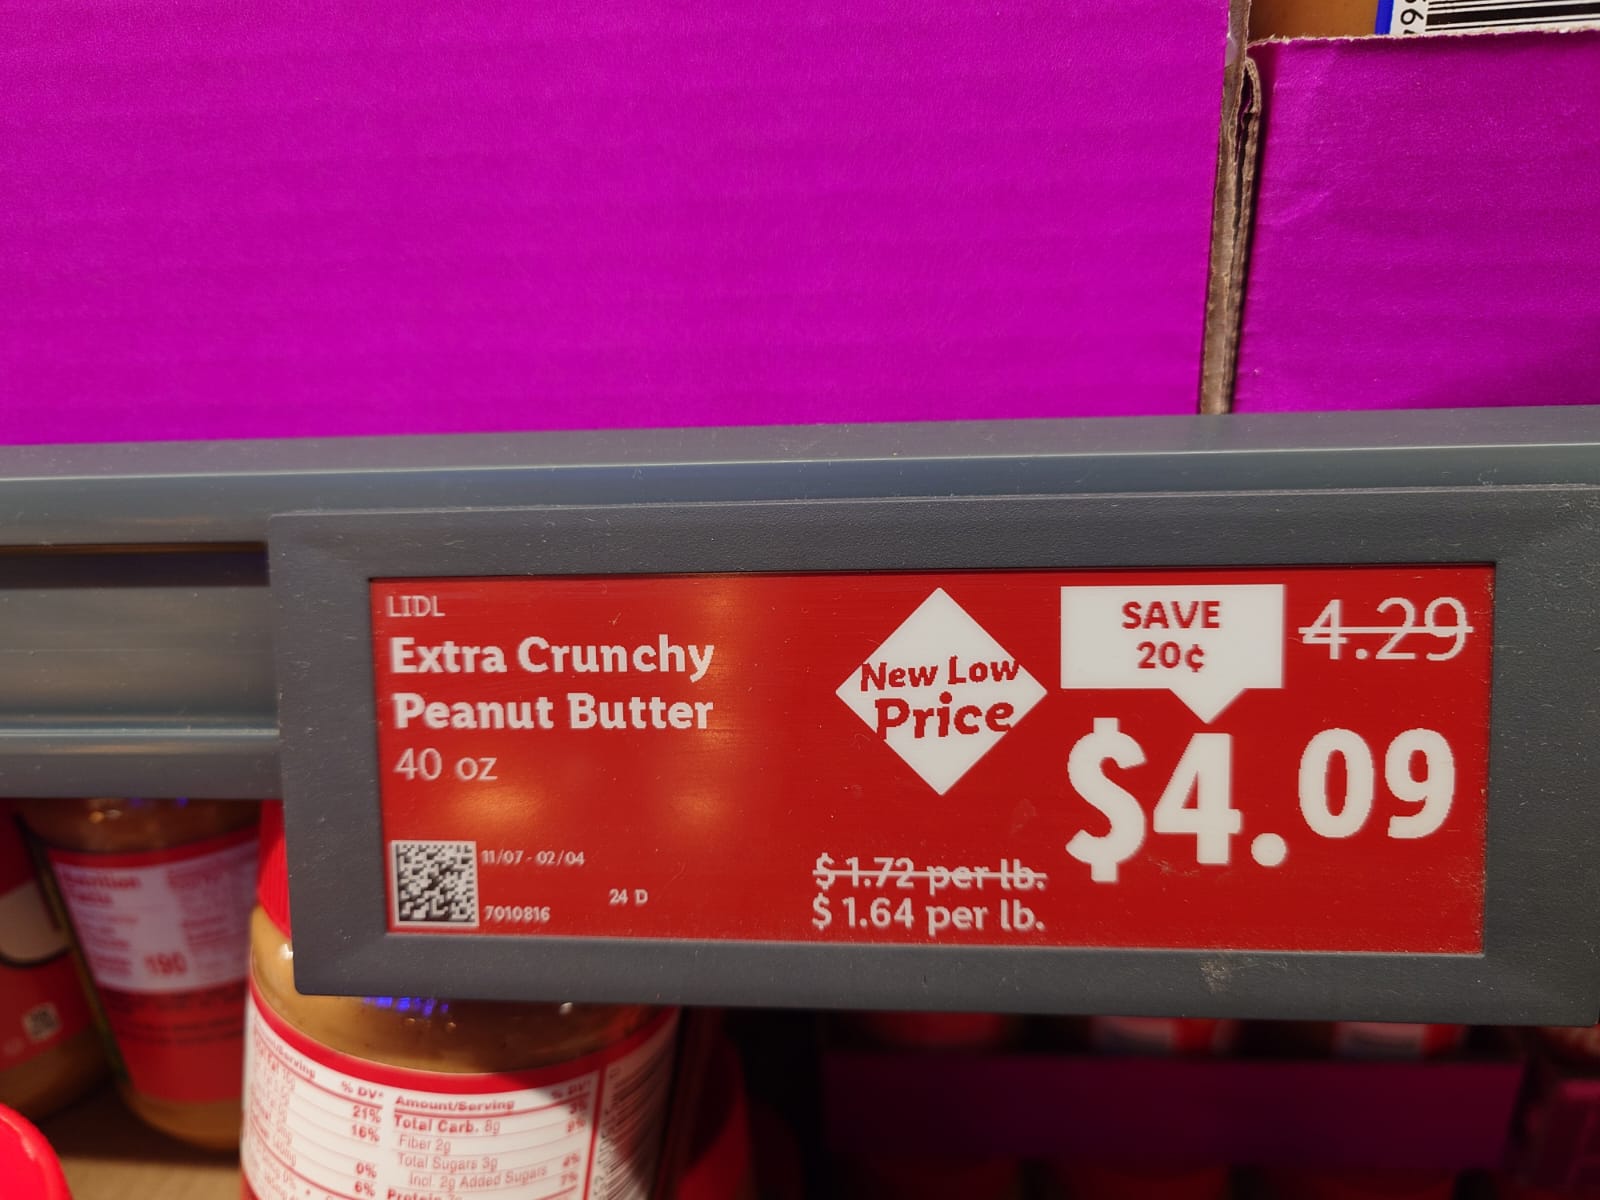 LIDL
Extra Crunchy
Peanut Butter
40 oz
11/07 - 02/04
24 D
7010816
New Low
Price
SAVE
20¢
4.29
$4.09
$1.72 per lb.
$1.64 per lb.
190
% DV*
21%
16%
0%
6%
Amount/Serving
Total Carb. 8g
Fiber 2g
Total Sugars 3g
Incl. 2g Added Sugars